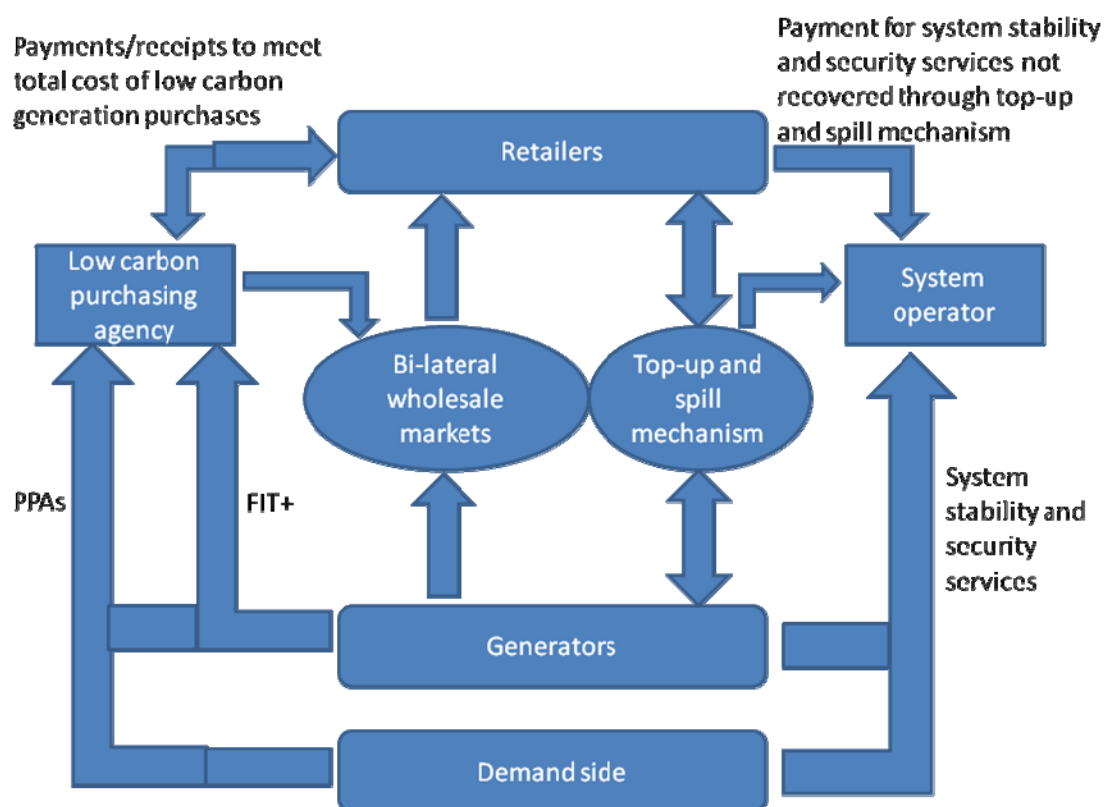 Payments/receipts to meet
total cost of low carbon
generation purchases
Payment for system stability
and security services not
recovered through top-up
and spill mechanism
Retailers
Low carbon
purchasing
agency
System
operator
Bi-lateral
wholesale
markets
Top-up and
spill
mechanism
PPAs
FIT+
System
stability and
security
services
Generators
Demand side